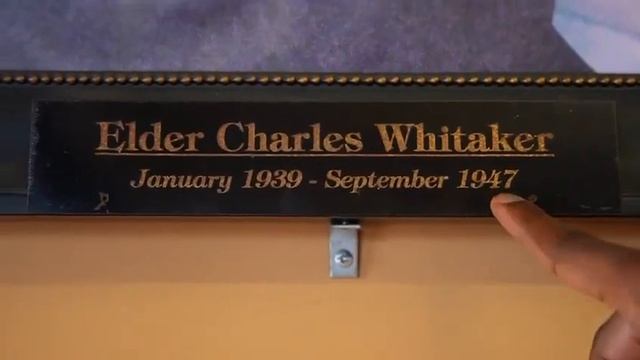 Elder Charles Whitaker
January 1939 - September 1947